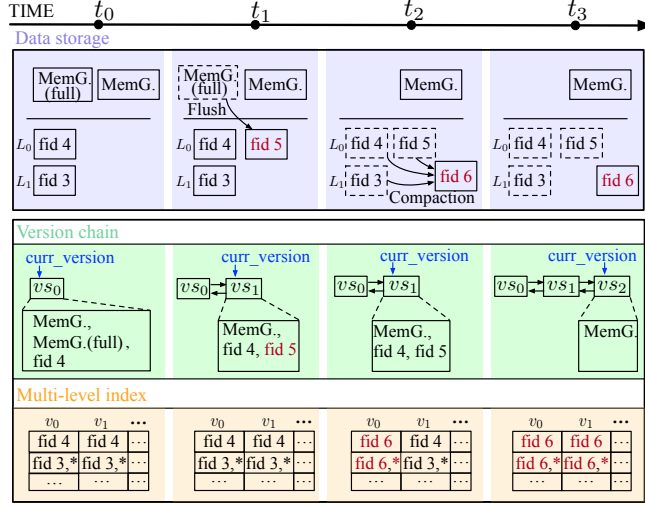 TIME t0 t1 t2 t3
Data storage
MemG. (full) MemG.
L0 fid 4
L1 fid 3
MemG. (full) MemG.
Flush
L0 fid 4 fid 5
L1 fid 3
MemG.
L0 fid 4 fid 5
L1 fid 3 fid 6
Compaction
MemG.
L0 fid 4 fid 5
L1 fid 3
fid 6
Version chain
curr_version
vs0
MemG.,
MemG.(full),
fid 4
curr_version
vs0 vs1
MemG.,
fid 4, fid 5
curr_version
vs0 vs1
MemG.,
fid 4, fid 5
curr_version
vs0 vs1 vs2
MemG.
Multi-level index
v0 v1 ...
fid 4 fid 4 ...
fid 3,* fid 3,* ...
... ... ...
v0 v1 ...
fid 4 fid 4 ...
fid 3,* fid 3,* ...
... ... ...
v0 v1 ...
fid 6 fid 4 ...
fid 6,* fid 3,* ...
... ... ...
v0 v1 ...
fid 6 fid 6 ...
fid 6,* fid 6,* ...
... ... ...